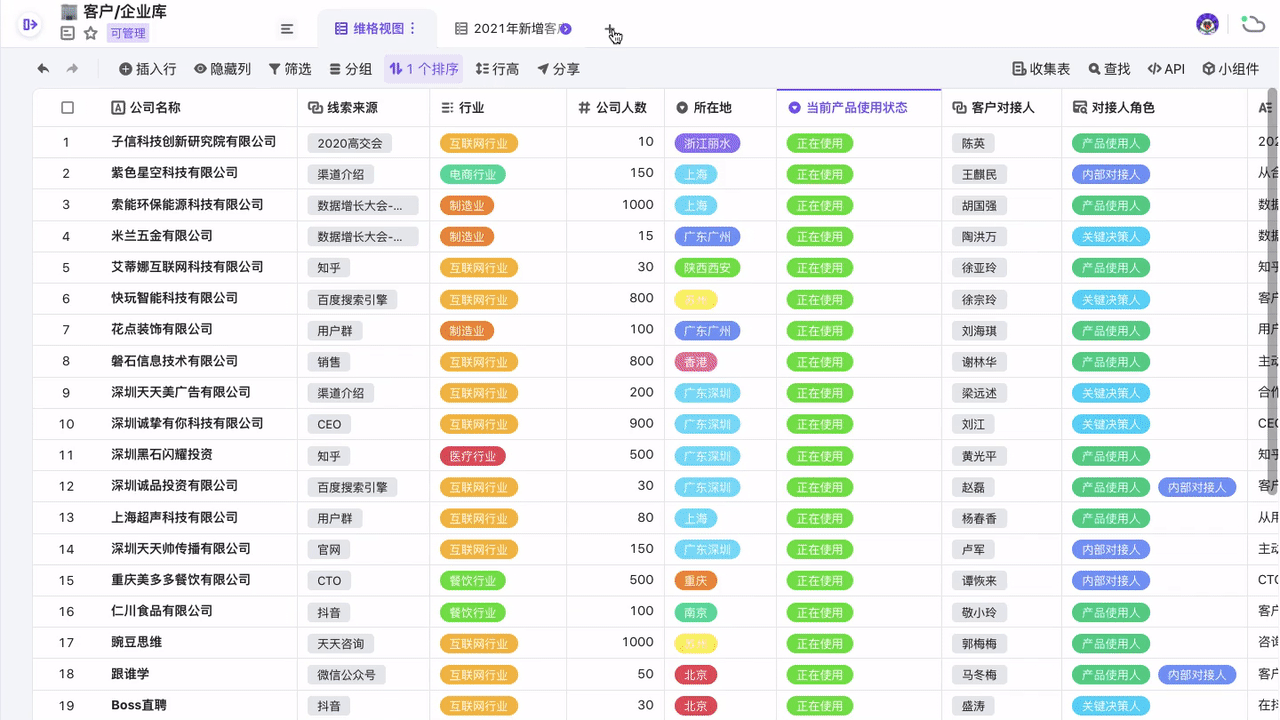 客户/企业库
可管理
维格视图
2021年新增客
插入行 隐藏列 筛选 分组 1 个排序 行高 分享 收集表 查找 API 小组件
公司名称 线索来源 行业 公司人数 所在地 当前产品使用状态 客户对接人 对接人角色
1 子信科技创新研究院有限公司 2020高交会 互联网行业 10 浙江丽水 正在使用 陈英 产品使用人 202
2 紫色星空科技有限公司 渠道介绍 电商行业 150 上海 正在使用 王麒民 内部对接人 从合
3 索能环保能源科技有限公司 数据增长大会-... 制造业 1000 上海 正在使用 胡国强 产品使用人 数据
4 米兰五金有限公司 数据增长大会-... 制造业 15 广东广州 正在使用 陶洪万 关键决策人 数据
5 艾蒂娜互联网科技有限公司 知乎 互联网行业 30 陕西西安 正在使用 徐亚玲 产品使用人 知乎
6 快玩智能科技有限公司 百度搜索引擎 互联网行业 800 正在使用 徐宗玲 关键决策人 客户
7 花点装饰有限公司 用户群 制造业 100 广东广州 正在使用 刘海琪 产品使用人 用户
8 磐石信息技术有限公司 销售 互联网行业 800 香港 正在使用 谢林华 产品使用人 主动
9 深圳天天美广告有限公司 渠道介绍 互联网行业 200 广东深圳 正在使用 梁远述 关键决策人 合作
10 深圳诚挚有你科技有限公司 CEO 互联网行业 900 广东深圳 正在使用 刘江 关键决策人 CEO
11 深圳黑石闪耀投资 知乎 医疗行业 500 广东深圳 正在使用 黄光平 产品使用人 知乎
12 深圳诚品投资有限公司 百度搜索引擎 互联网行业 30 广东深圳 正在使用 赵磊 产品使用人 内部对接人 客户
13 上海超声科技有限公司 用户群 互联网行业 80 上海 正在使用 杨春香 产品使用人 从用
14 深圳天天帅传播有限公司 官网 互联网行业 150 广东深圳 正在使用 卢军 内部对接人 主动
15 重庆美多多餐饮有限公司 CTO 餐饮行业 500 重庆 正在使用 谭恢来 内部对接人 CTO
16 仁川食品有限公司 抖音 餐饮行业 100 南京 正在使用 敬小玲 产品使用人 客户
17 豌豆思维 天天咨询 互联网行业 1000 正在使用 郭梅梅 产品使用人 咨询
18 跟谁学 微信公众号 互联网行业 50 北京 正在使用 马冬梅 产品使用人 内部对接人 客户
19 Boss直聘 抖音 互联网行业 30 北京 正在使用 盛涛 关键决策人 在抖